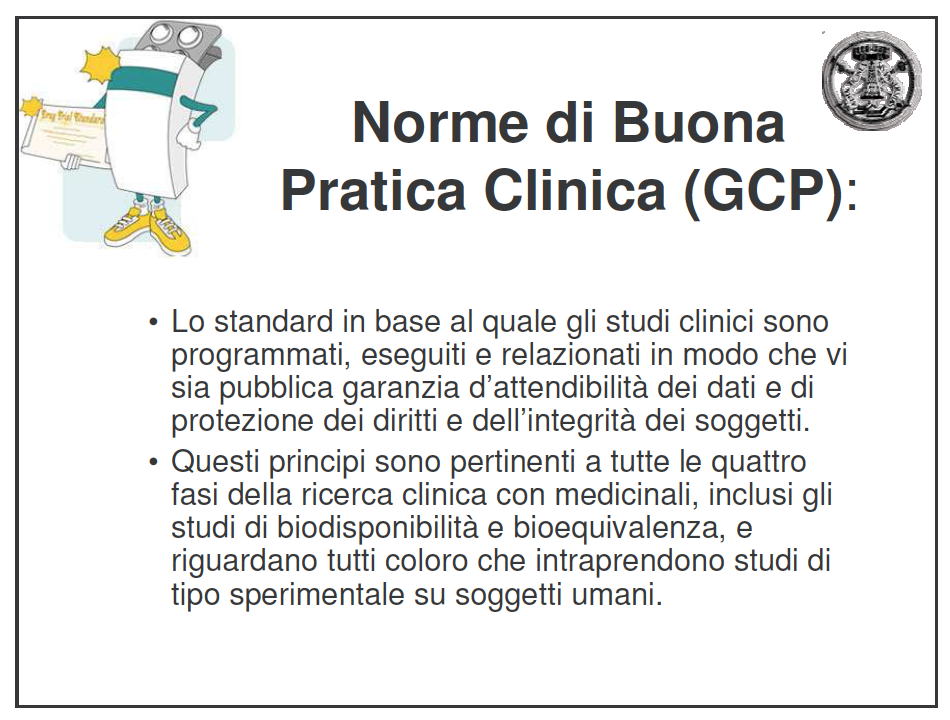 Drug Trial Standard
Norme di Buona
Pratica Clinica (GCP):
• Lo standard in base al quale gli studi clinici sono
programmati, eseguiti e relazionati in modo che vi
sia pubblica garanzia d’attendibilità dei dati e di
protezione dei diritti e dell’integrità dei soggetti.
• Questi principi sono pertinenti a tutte le quattro
fasi della ricerca clinica con medicinali, inclusi gli
studi di biodisponibilità e bioequivalenza, e
riguardano tutti coloro che intraprendono studi di
tipo sperimentale su soggetti umani.